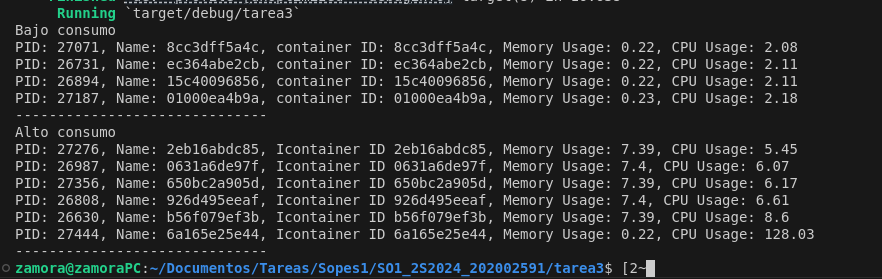 Running `target/debug/tarea3`
Bajo consumo
PID: 27071, Name: 8cc3dff5a4c, container ID: 8cc3dff5a4c, Memory Usage: 0.22, CPU Usage: 2.08
PID: 26731, Name: ec364abe2cb, container ID: ec364abe2cb, Memory Usage: 0.22, CPU Usage: 2.11
PID: 26894, Name: 15c40096856, container ID: 15c40096856, Memory Usage: 0.22, CPU Usage: 2.11
PID: 27187, Name: 01000ea4b9a, container ID: 01000ea4b9a, Memory Usage: 0.23, CPU Usage: 2.18
------------------------------
Alto consumo
PID: 27276, Name: 2eb16abdc85, Icontainer ID 2eb16abdc85, Memory Usage: 7.39, CPU Usage: 5.45
PID: 26987, Name: 0631a6de97f, Icontainer ID 0631a6de97f, Memory Usage: 7.4, CPU Usage: 6.07
PID: 27356, Name: 650bc2a905d, Icontainer ID 650bc2a905d, Memory Usage: 7.39, CPU Usage: 6.17
PID: 26808, Name: 926d495eeaf, Icontainer ID 926d495eeaf, Memory Usage: 7.4, CPU Usage: 6.61
PID: 26630, Name: b56f079ef3b, Icontainer ID b56f079ef3b, Memory Usage: 7.39, CPU Usage: 8.6
PID: 27444, Name: 6a165e25e44, Icontainer ID 6a165e25e44, Memory Usage: 0.22, CPU Usage: 128.03
------------------------------
zamora@zamoraPC:~/Documentos/Tareas/Sopes1/SO1_2S2024_202002591/tarea3$ [2~